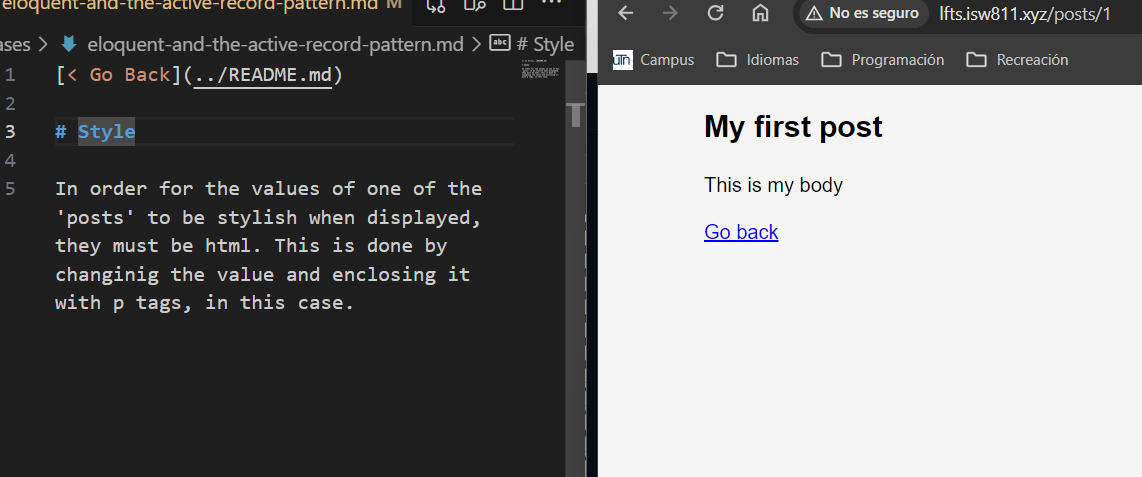 eloquent-and-the-active-record-pattern.md M
ases > eloquent-and-the-active-record-pattern.md > abc # Style
1 [< Go Back](../README.md)
2
3 # Style
4
5 In order for the values of one of the
'posts' to be stylish when displayed,
they must be html. This is done by
changinig the value and enclosing it
with p tags, in this case.
No es seguro lfts.isw811.xyz/posts/1
UTN Campus Idiomas Programación Recreación
My first post
This is my body
Go back